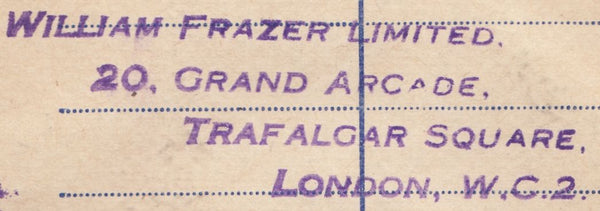 WILLIAM FRAZER LIMITED.
20, GRAND ARCADE,
TRAFALGAR SQUARE,
LONDON, W.C.2.